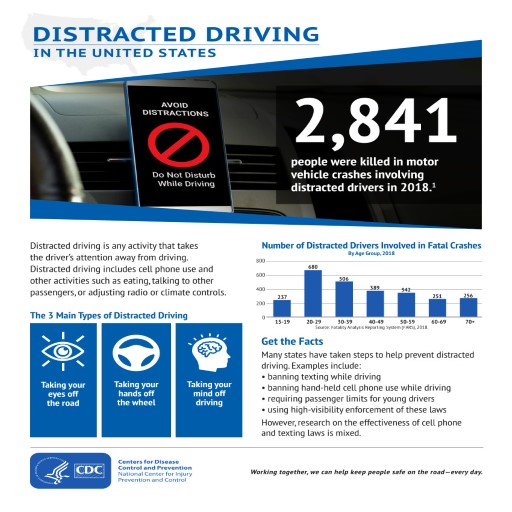 DISTRACTED DRIVING
IN THE UNITED STATES
AVOID
DISTRACTIONS
Do Not Disturb
While Driving
2,841
people were killed in motor
vehicle crashes involving
distracted drivers in 2018.¹
Distracted driving is any activity that takes
the driver's attention away from driving.
Distracted driving includes cell phone use and
other activities such as eating, talking to other
passengers, or adjusting radio or climate controls.
The 3 Main Types of Distracted Driving
Taking your
eyes off
the road
Taking your
hands off
the wheel
Taking your
mind off
driving
Number of Distracted Drivers Involved in Fatal Crashes
By Age Group, 2018
800
600
400
200
0
237
680
506
389
342
251
256
15-19
20-29
30-39
40-49
50-59
60-69
70+
Source: Fatality Analysis Reporting System (FARS), 2018
Get the Facts
Many states have taken steps to help prevent distracted
driving. Examples include:
• banning texting while driving
• banning hand-held cell phone use while driving
• requiring passenger limits for young drivers
• using high-visibility enforcement of these laws
However, research on the effectiveness of cell phone
and texting laws is mixed.
CDC
Centers for Disease
Control and Prevention
National Center for Injury
Prevention and Control
Working together, we can help keep people safe on the road—every day.